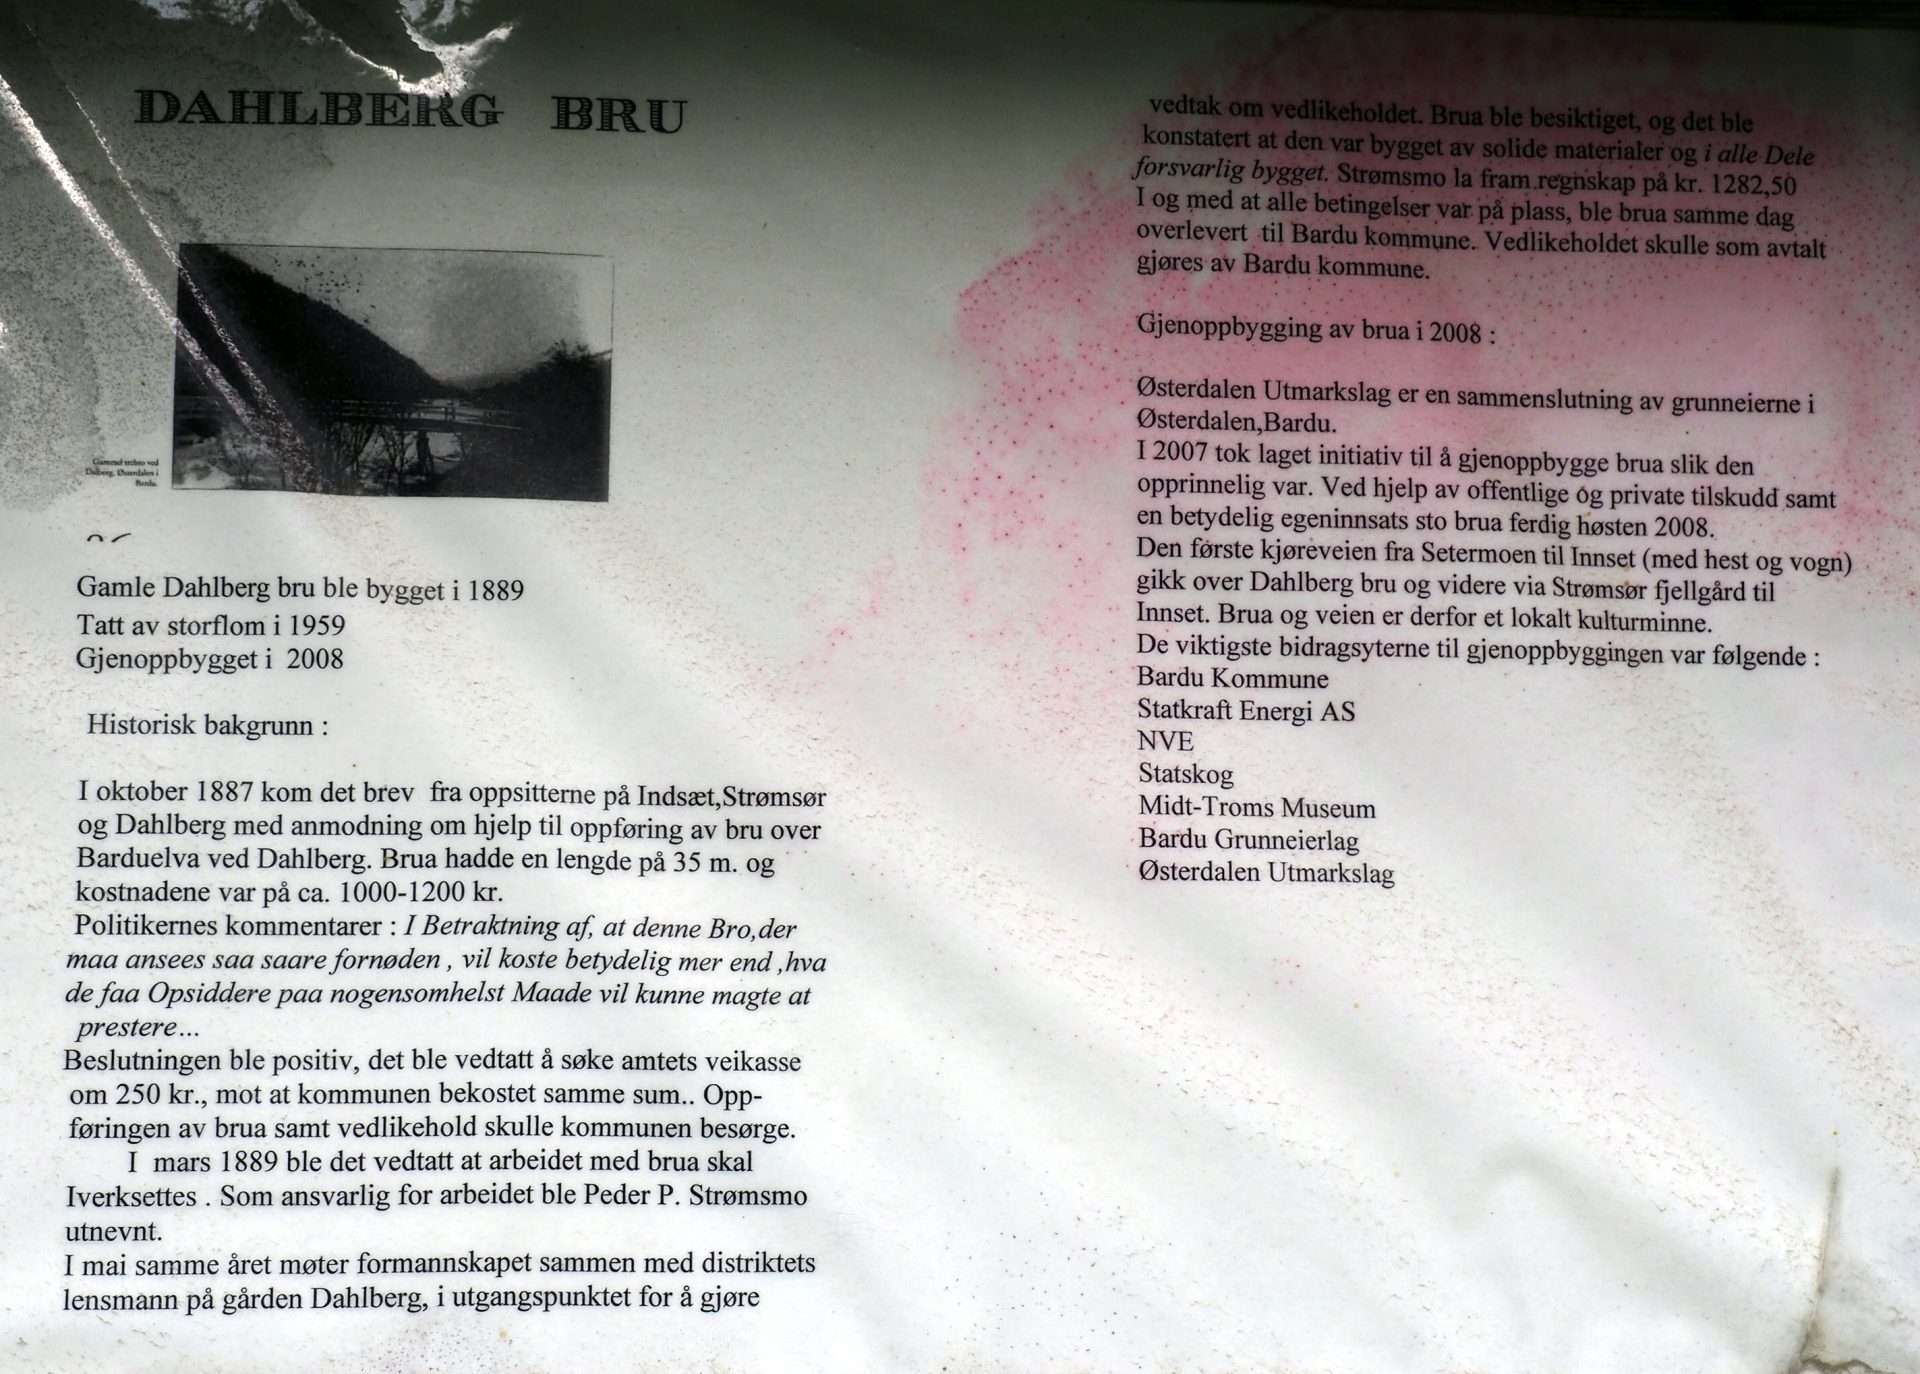 DAHLBERG BRU
Gammel trebro ved
Dalberg, Østerdalen i
Bardu.
Gamle Dahlberg bru ble bygget i 1889
Tatt av storflom i 1959
Gjenoppbygget i 2008
Historisk bakgrunn :
I oktober 1887 kom det brev fra oppsitterne på Indsæt,Strømsør
og Dahlberg med anmodning om hjelp til oppføring av bru over
Barduelva ved Dahlberg. Brua hadde en lengde på 35 m. og
kostnadene var på ca. 1000-1200 kr.
Politikernes kommentarer : I Betraktning af, at denne Bro,der
maa ansees saa saare fornøden , vil koste betydelig mer end ,hva
de faa Opsiddere paa nogensomhelst Maade vil kunne magte at
prestere...
Beslutningen ble positiv, det ble vedtatt å søke amtets veikasse
om 250 kr., mot at kommunen bekostet samme sum.. Opp-
føringen av brua samt vedlikehold skulle kommunen besørge.
I mars 1889 ble det vedtatt at arbeidet med brua skal
Iverksettes . Som ansvarlig for arbeidet ble Peder P. Strømsmo
utnevnt.
I mai samme året møter formannskapet sammen med distriktets
lensmann på gården Dahlberg, i utgangspunktet for å gjøre
vedtak om vedlikeholdet. Brua ble besiktiget, og det ble
konstatert at den var bygget av solide materialer og i alle Dele
forsvarlig bygget. Strømsmo la fram regnskap på kr. 1282,50
I og med at alle betingelser var på plass, ble brua samme dag
overlevert til Bardu kommune. Vedlikeholdet skulle som avtalt
gjøres av Bardu kommune.
Gjenoppbygging av brua i 2008 :
Østerdalen Utmarkslag er en sammenslutning av grunneierne i
Østerdalen,Bardu.
I 2007 tok laget initiativ til å gjenoppbygge brua slik den
opprinnelig var. Ved hjelp av offentlige og private tilskudd samt
en betydelig egeninnsats sto brua ferdig høsten 2008.
Den første kjøreveien fra Setermoen til Innset (med hest og vogn)
gikk over Dahlberg bru og videre via Strømsør fjellgård til
Innset. Brua og veien er derfor et lokalt kulturminne.
De viktigste bidragsyterne til gjenoppbyggingen var følgende :
Bardu Kommune
Statkraft Energi AS
NVE
Statskog
Midt-Troms Museum
Bardu Grunneierlag
Østerdalen Utmarkslag